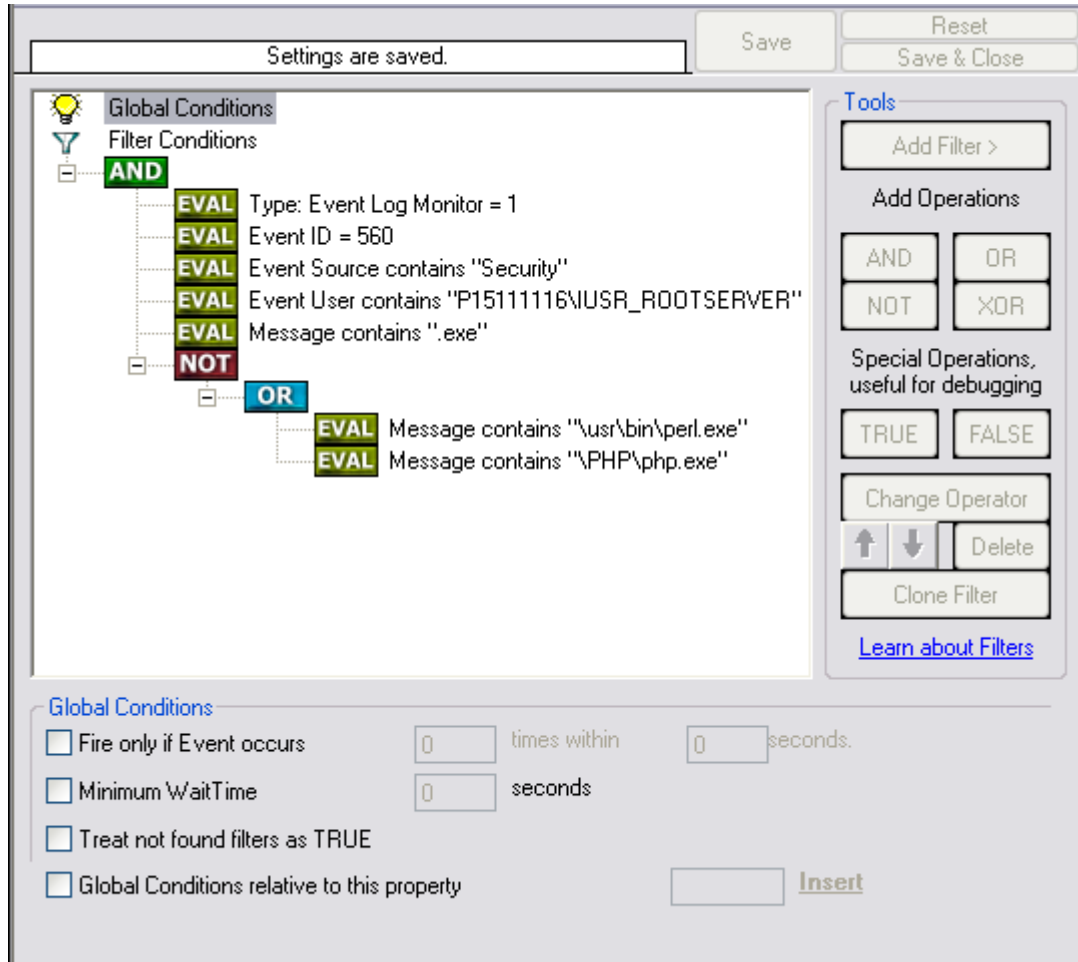 Settings are saved.
Save
Reset
Save & Close
Global Conditions
Filter Conditions
AND
EVAL Type: Event Log Monitor = 1
EVAL Event ID = 560
EVAL Event Source contains "Security"
EVAL Event User contains "P15111116\IUSR_ROOTSERVER"
EVAL Message contains ".exe"
NOT
OR
EVAL Message contains "\usr\bin\perl.exe"
EVAL Message contains "\PHP\php.exe"
Tools
Add Filter >
Add Operations
AND OR
NOT XOR
Special Operations,
useful for debugging
TRUE FALSE
Change Operator
Delete
Clone Filter
Learn about Filters
Global Conditions
Fire only if Event occurs 0 times within 0 seconds.
Minimum WaitTime 0 seconds
Treat not found filters as TRUE
Global Conditions relative to this property Insert